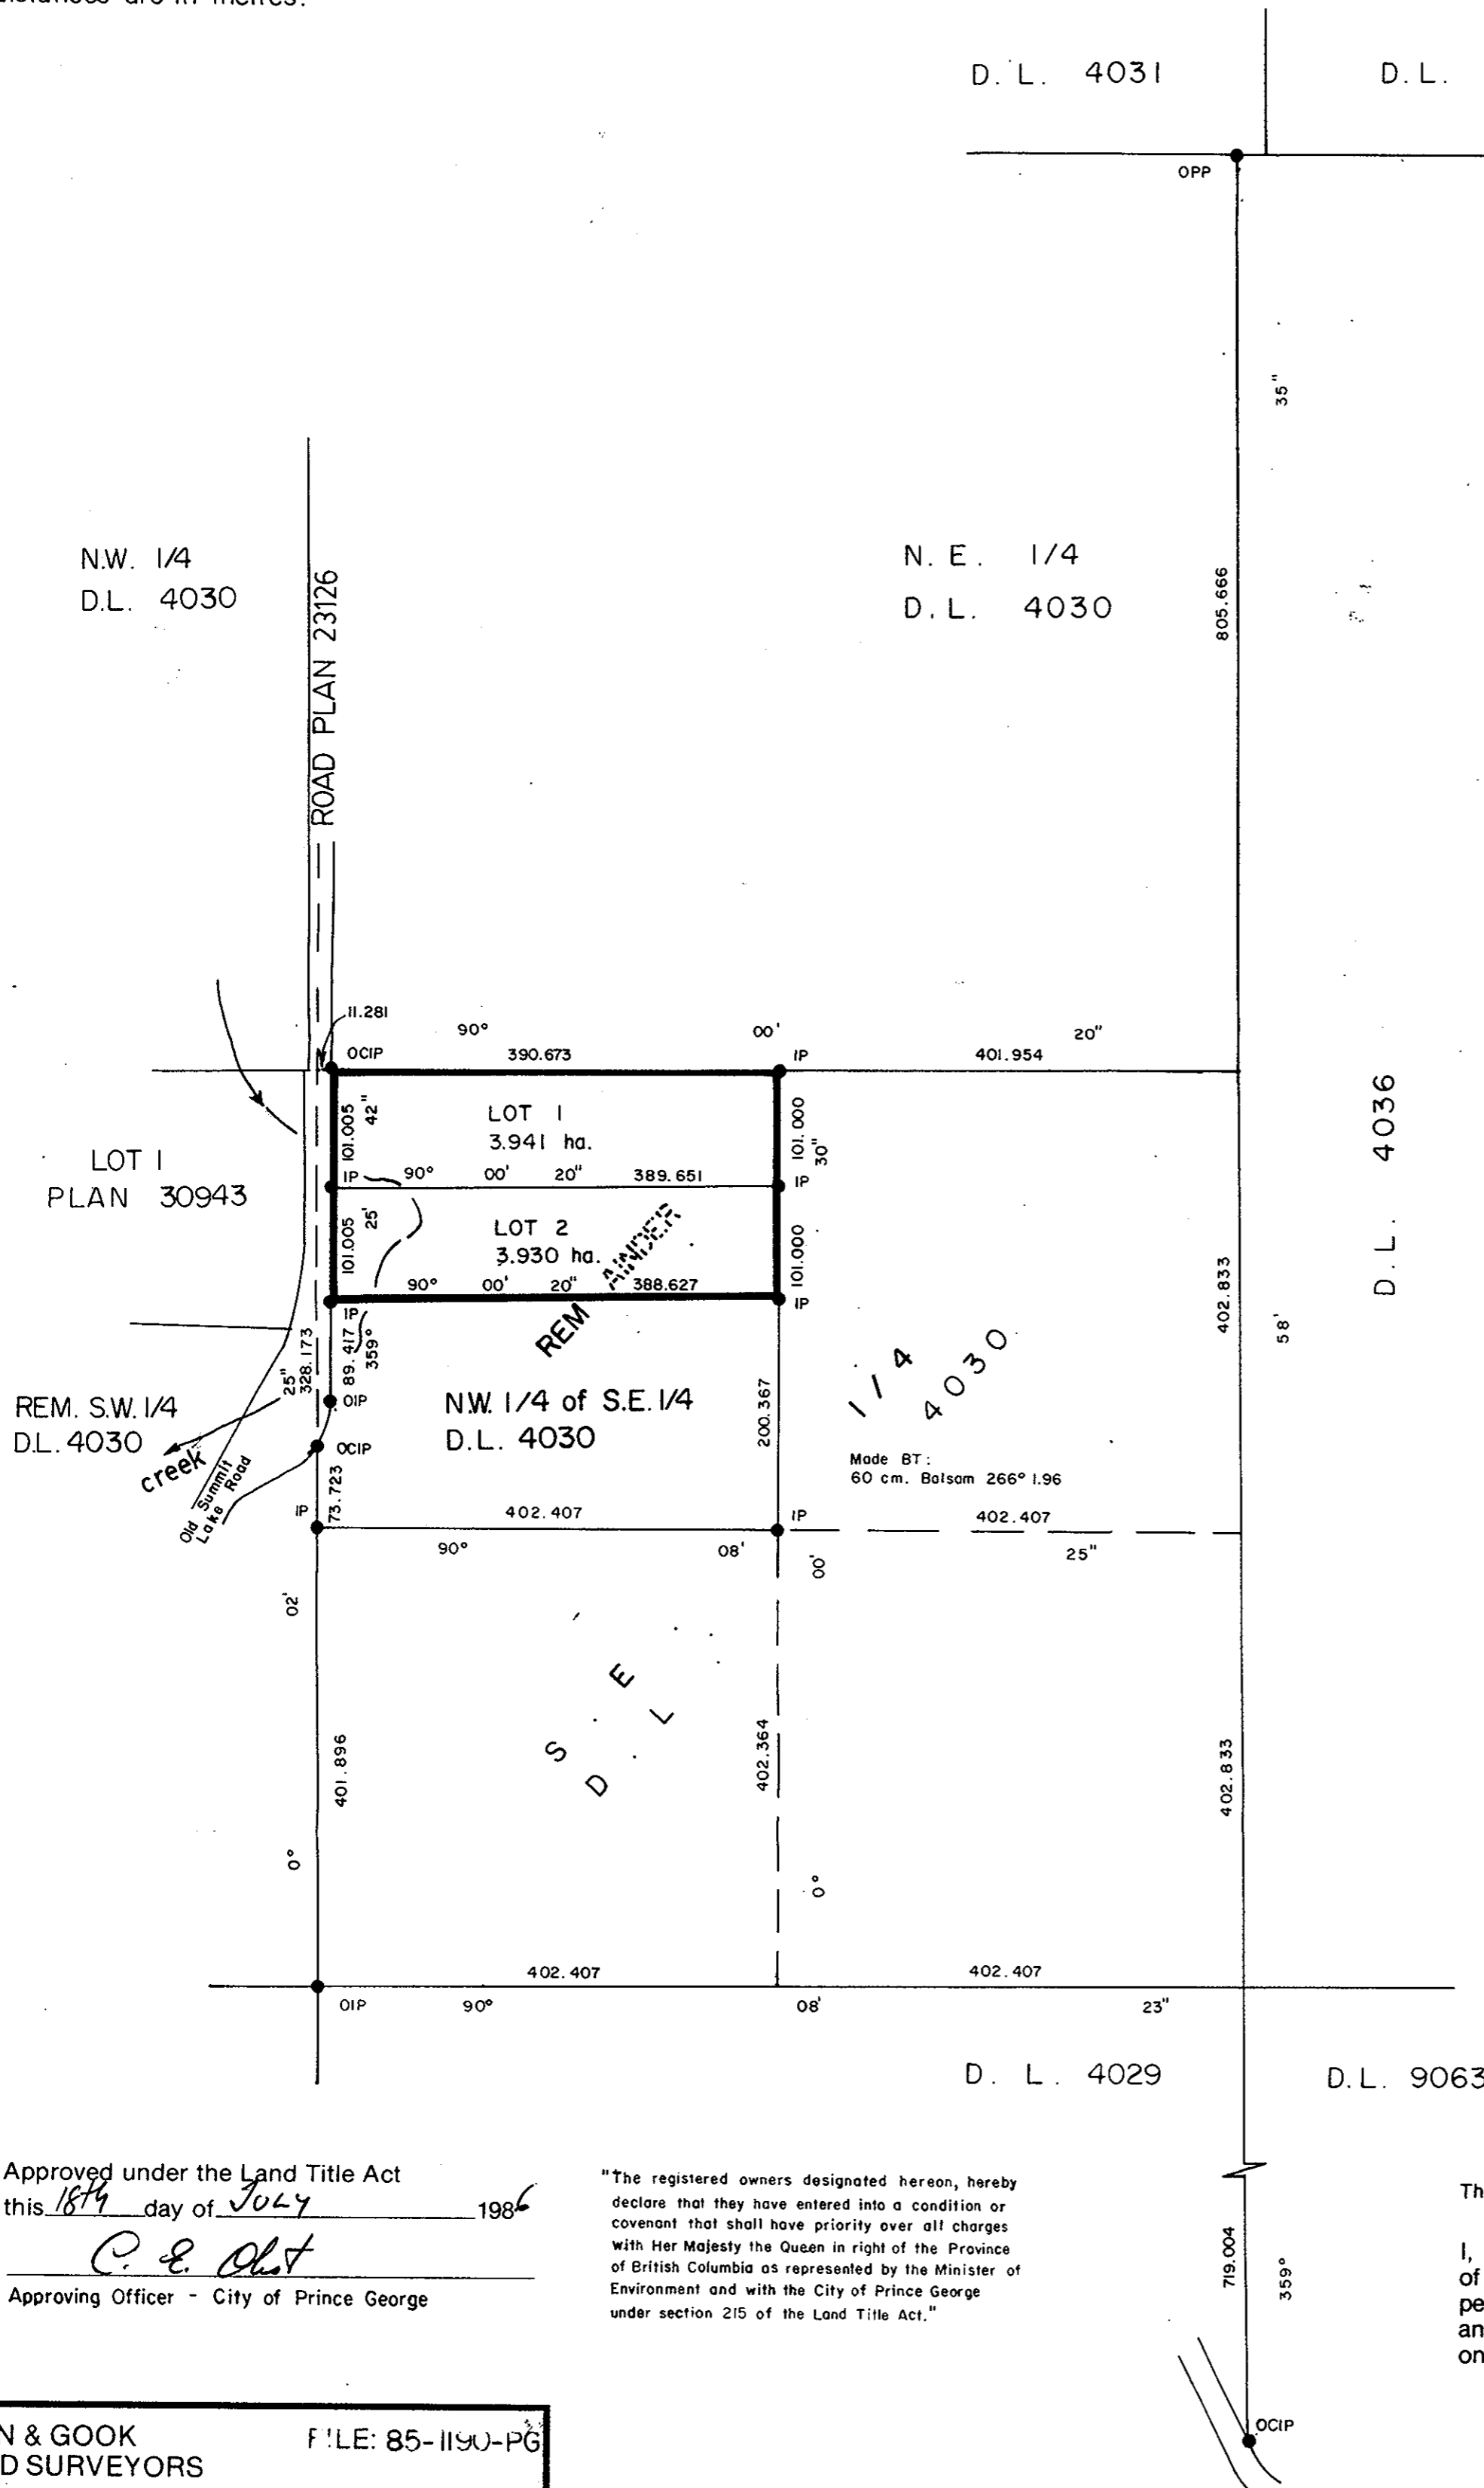 D. L. 4031
D.L.
OPP
35"
N.W. 1/4
D.L. 4030
N. E. 1/4
D. L. 4030
ROAD PLAN 23126
805.666
11.281
90° 00' 20"
OCIP
390.673
IP
401.954
101.005
42"
LOT 1
3.941 ha.
101.000
30"
LOT 1
PLAN 30943
IP
90° 00' 20" 389.651
IP
101.005
25'
LOT 2
3.930 ha.
101.000
90° 00' 20" 388.627
IP
IP
REMAINDER
D. L. 4036
402.833
58'
328.173
25"
89.417
359°
REM. S.W. 1/4
D.L. 4030
OIP
N.W. 1/4 of S.E. 1/4
D.L. 4030
200.367
1/4
4030
OCIP
creek
Old Summit
Lake Road
73.723
Made BT:
60 cm. Balsam 266° 1.96
IP
402.407
IP
402.407
90° 08' 25"
02'
00'
S. E
D. L
401.896
402.364
402.833
0°
0°
402.407
402.407
OIP
90° 08' 23"
D. L. 4029
D.L. 9063
Approved under the Land Title Act
this 18th day of JULY 1986
Approving Officer - City of Prince George
"The registered owners designated hereon, hereby
declare that they have entered into a condition or
covenant that shall have priority over all charges
with Her Majesty the Queen in right of the Province
of British Columbia as represented by the Minister of
Environment and with the City of Prince George
under section 215 of the Land Title Act."
719.004
359°
Th
I,
of
pe
an
on
OCIP
N & GOOK
D SURVEYORS
FILE: 85-1190-PG